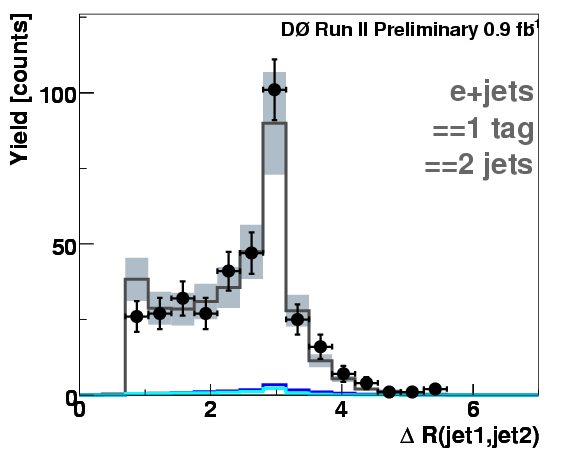 DØ Run II Preliminary 0.9 fb⁻¹
e+jets
==1 tag
==2 jets
Yield [counts]
100
50
0
0 2 4 6
Δ R(jet1,jet2)